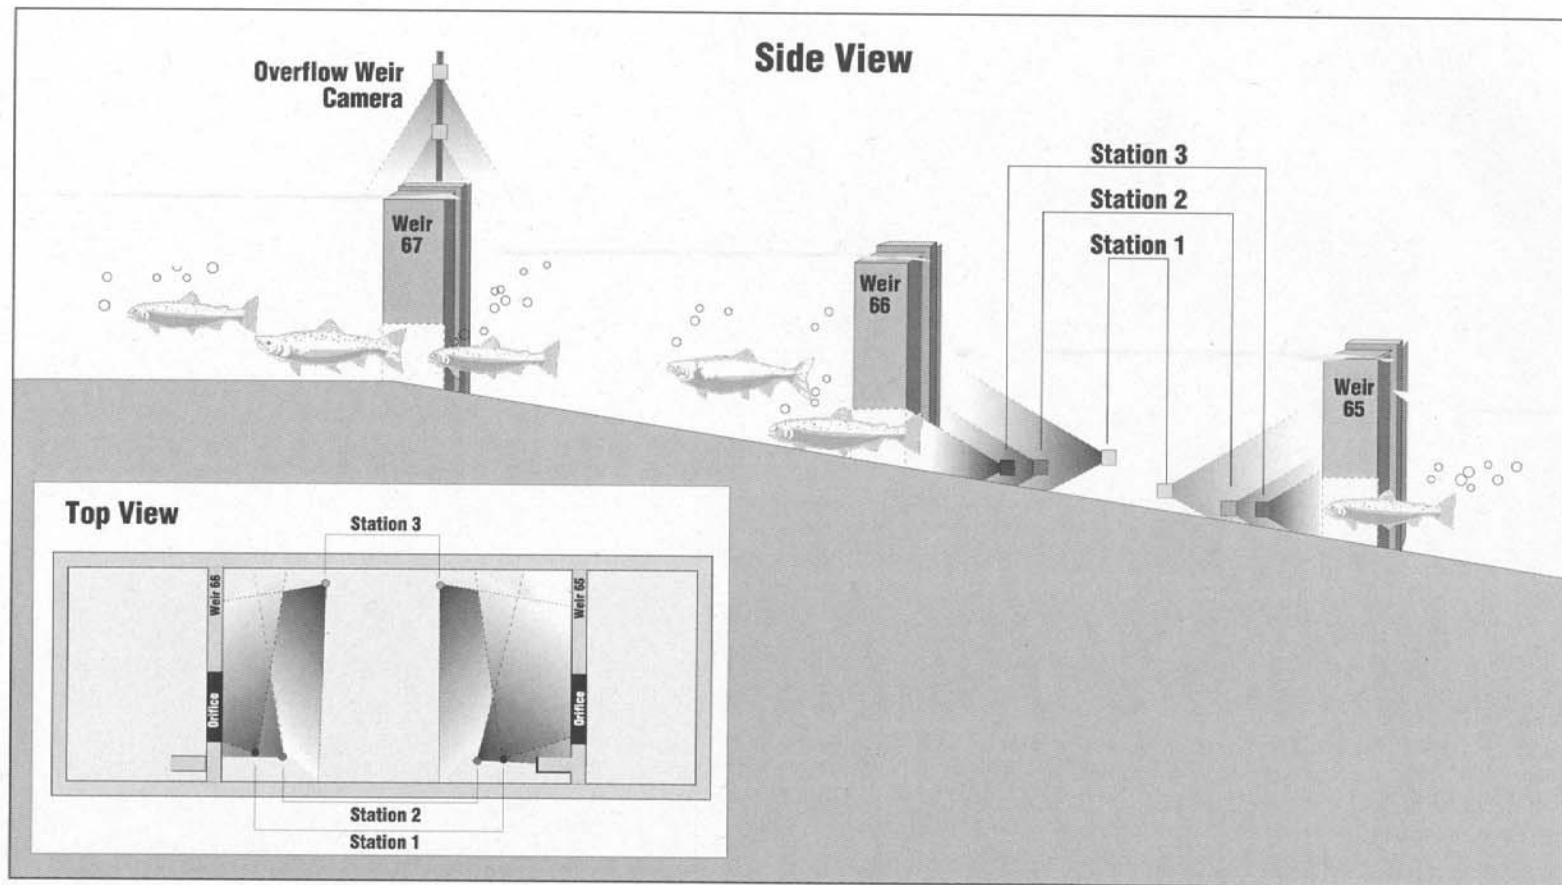 Side View
Overflow Weir
Camera
Station 3
Station 2
Station 1
Weir
67
Weir
66
Weir
65
Top View
Station 3
Weir 66
Weir 65
Orifice
Orifice
Station 2
Station 1